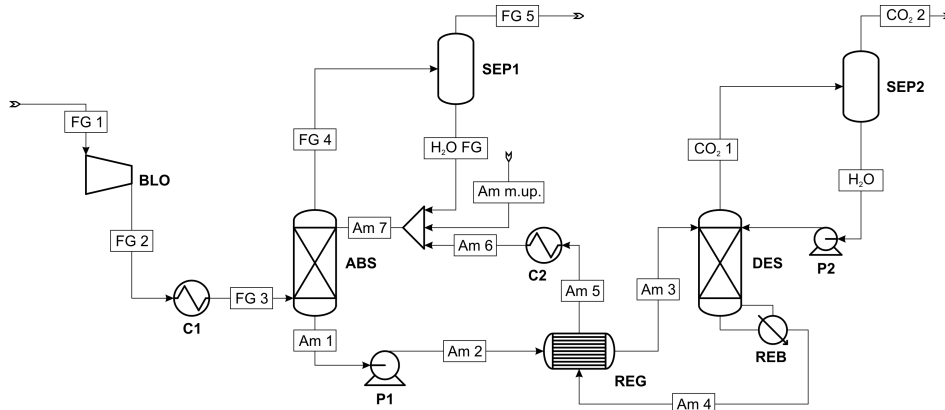 FG 5
CO₂ 2
SEP1
SEP2
FG 1
FG 4
H₂O FG
CO₂ 1
BLO
Am m.up.
H₂O
FG 2
Am 7
Am 6
ABS
C2
DES
P2
FG 3
Am 5
Am 3
C1
Am 1
Am 2
REB
P1
REG
Am 4